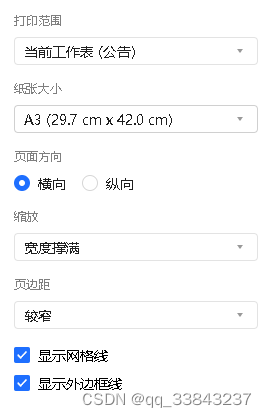 打印范围
当前工作表 (公告)
纸张大小
A3 (29.7 cm x 42.0 cm)
页面方向
横向 纵向
缩放
宽度撑满
页边距
较窄
显示网格线
显示外边框线
CSDN @qq_33843237